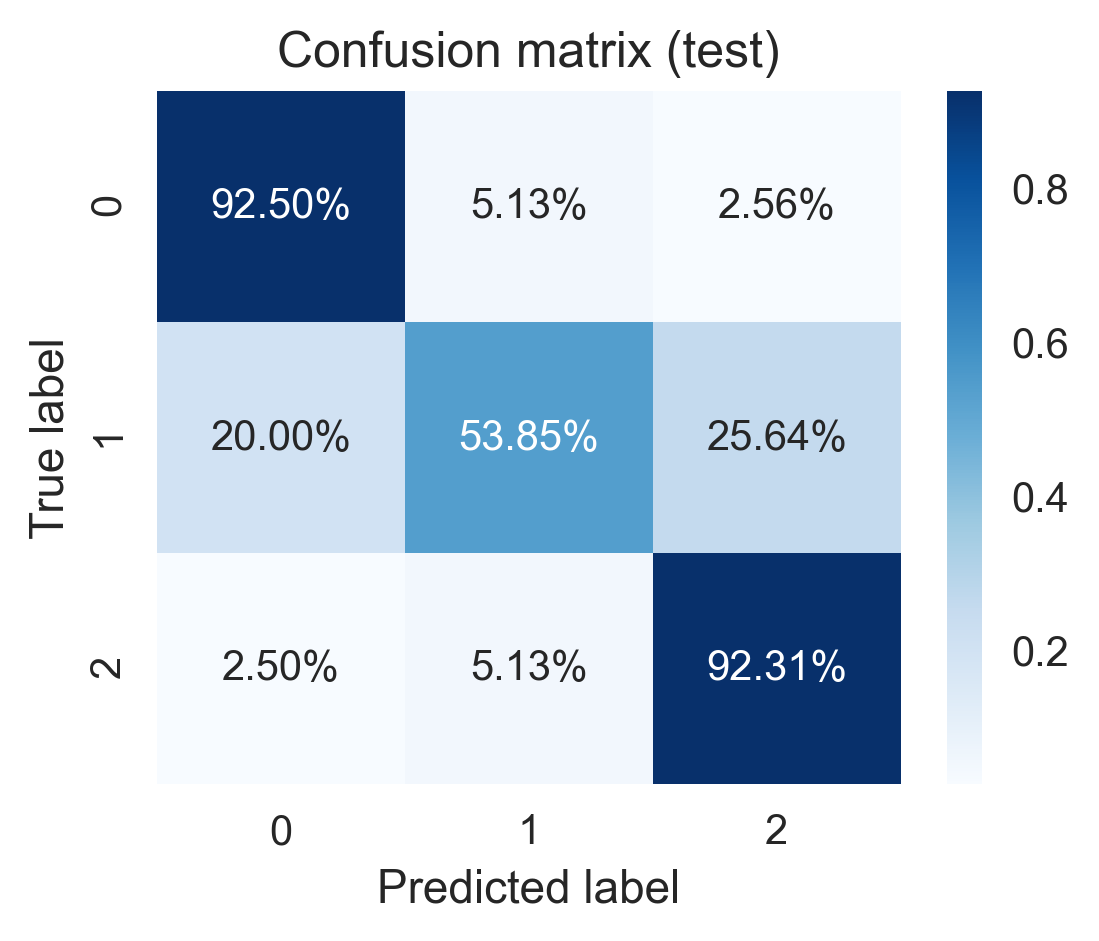 Confusion matrix (test)
0 92.50% 5.13% 2.56%
1 20.00% 53.85% 25.64%
2 2.50% 5.13% 92.31%
0 1 2
True label
Predicted label
0.8
0.6
0.4
0.2